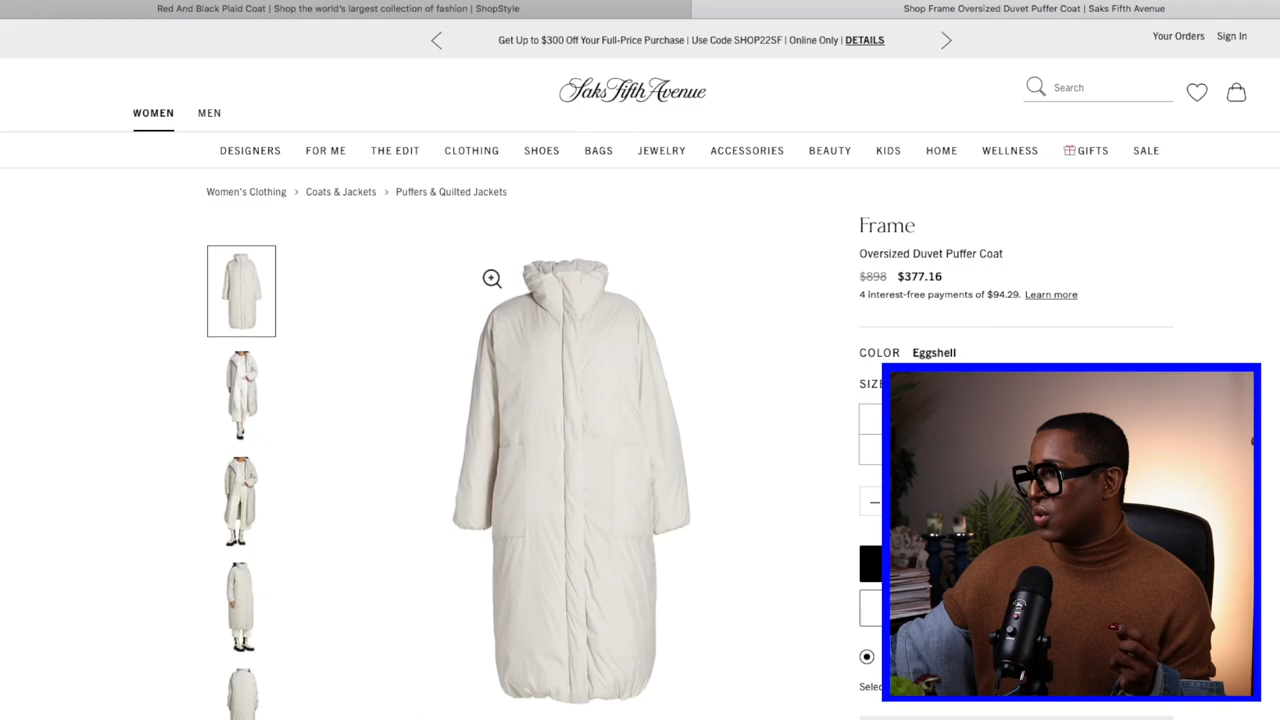 Red And Black Plaid Coat | Shop the world's largest collection of fashion | ShopStyle
Shop Frame Oversized Duvet Puffer Coat | Saks Fifth Avenue
Get Up to $300 Off Your Full-Price Purchase | Use Code SHOP22SF | Online Only | DETAILS
Your Orders Sign In
Saks Fifth Avenue
Search
WOMEN MEN
DESIGNERS FOR ME THE EDIT CLOTHING SHOES BAGS JEWELRY ACCESSORIES BEAUTY KIDS HOME WELLNESS GIFTS SALE
Women's Clothing > Coats & Jackets > Puffers & Quilted Jackets
Frame
Oversized Duvet Puffer Coat
$898 $377.16
4 interest-free payments of $94.29. Learn more
COLOR Eggshell
SIZE
Selec